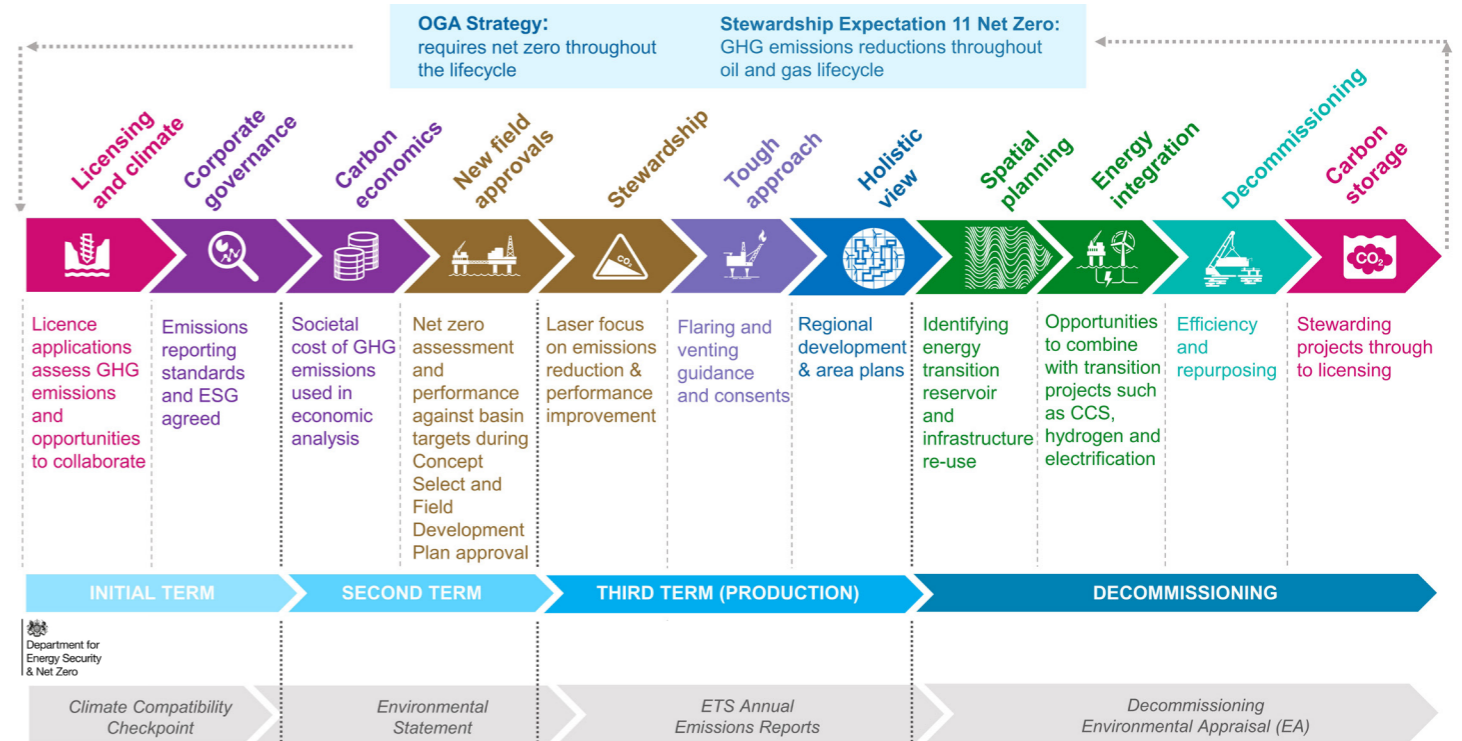 OGA Strategy:
requires net zero throughout
the lifecycle
Stewardship Expectation 11 Net Zero:
GHG emissions reductions throughout
oil and gas lifecycle
Licensing
and climate
Corporate
governance
Carbon
economics
New field
approvals
Stewardship
Tough
approach
Holistic
view
Spatial
planning
Energy
integration
Decommissioning
Carbon
storage
CO₂
CO₂
Licence
applications
assess GHG
emissions
and
opportunities
to collaborate
Emissions
reporting
standards
and ESG
agreed
Societal
cost of GHG
emissions
used in
economic
analysis
Net zero
assessment
and
performance
against basin
targets during
Concept
Select and
Field
Development
Plan approval
Laser focus
on emissions
reduction &
performance
improvement
Flaring and
venting
guidance
and consents
Regional
development
& area plans
Identifying
energy
transition
reservoir
and
infrastructure
re-use
Opportunities
to combine
with transition
projects such
as CCS,
hydrogen and
electrification
Efficiency
and
repurposing
Stewarding
projects through
to licensing
INITIAL TERM
SECOND TERM
THIRD TERM (PRODUCTION)
DECOMMISSIONING
Department for
Energy Security
& Net Zero
Climate Compatibility
Checkpoint
Environmental
Statement
ETS Annual
Emissions Reports
Decommissioning
Environmental Appraisal (EA)